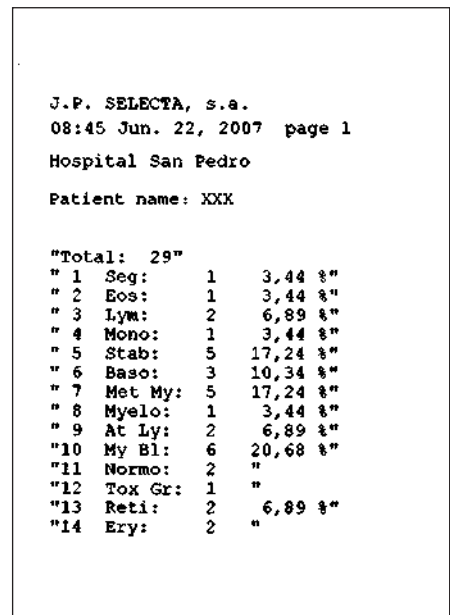 J.P. SELECTA, s.a.
08:45 Jun. 22, 2007 page 1
Hospital San Pedro
Patient name: XXX
"Total: 29"
" 1 Seg: 1 3,44 %"
" 2 Eos: 1 3,44 %"
" 3 Lym: 2 6,89 %"
" 4 Mono: 1 3,44 %"
" 5 Stab: 5 17,24 %"
" 6 Baso: 3 10,34 %"
" 7 Met My: 5 17,24 %"
" 8 Myelo: 1 3,44 %"
" 9 At Ly: 2 6,89 %"
"10 My Bl: 6 20,68 %"
"11 Normo: 2 "
"12 Tox Gr: 1 "
"13 Reti: 2 6,89 %"
"14 Ery: 2 "